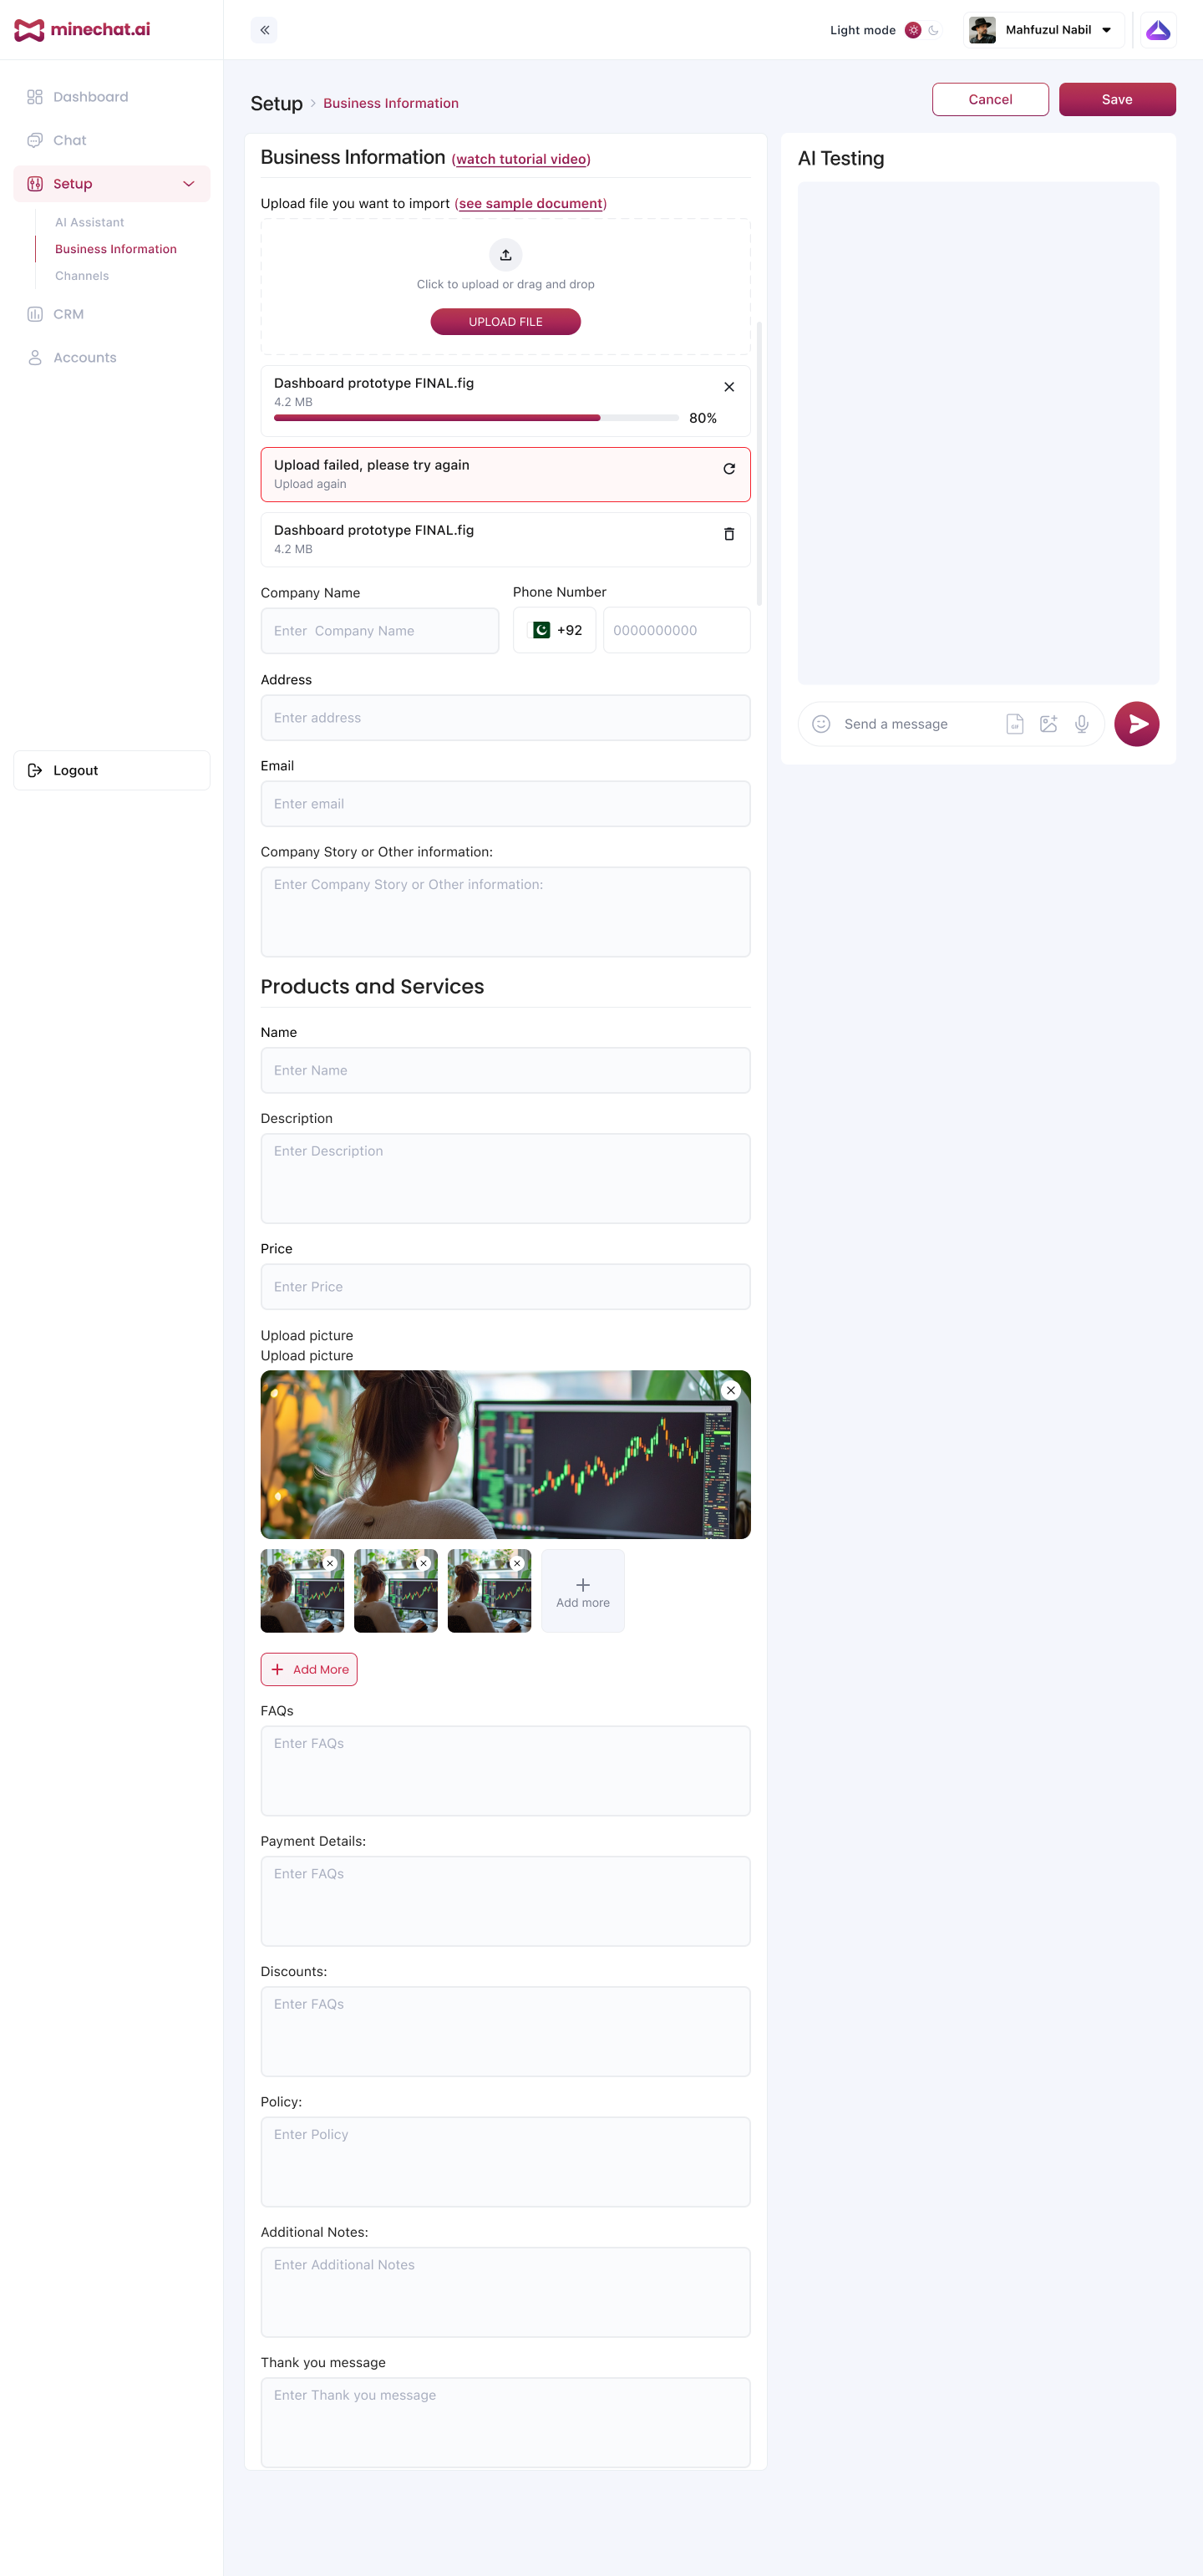 minechat.ai
Light mode
Mahfuzul Nabil
Dashboard
Chat
Setup
AI Assistant
Business Information
Channels
CRM
Accounts
Logout
Setup > Business Information
Cancel
Save
Business Information (watch tutorial video)
Upload file you want to import (see sample document)
Click to upload or drag and drop
UPLOAD FILE
Dashboard prototype FINAL.fig
4.2 MB
80%
Upload failed, please try again
Upload again
Dashboard prototype FINAL.fig
4.2 MB
Company Name
Enter  Company Name
Phone Number
+92
0000000000
Address
Enter address
Email
Enter email
Company Story or Other information:
Enter Company Story or Other information:
Products and Services
Name
Enter Name
Description
Enter Description
Price
Enter Price
Upload picture
Upload picture
Add more
Add More
FAQs
Enter FAQs
Payment Details:
Enter FAQs
Discounts:
Enter FAQs
Policy:
Enter Policy
Additional Notes:
Enter Additional Notes
Thank you message
Enter Thank you message
AI Testing
Send a message